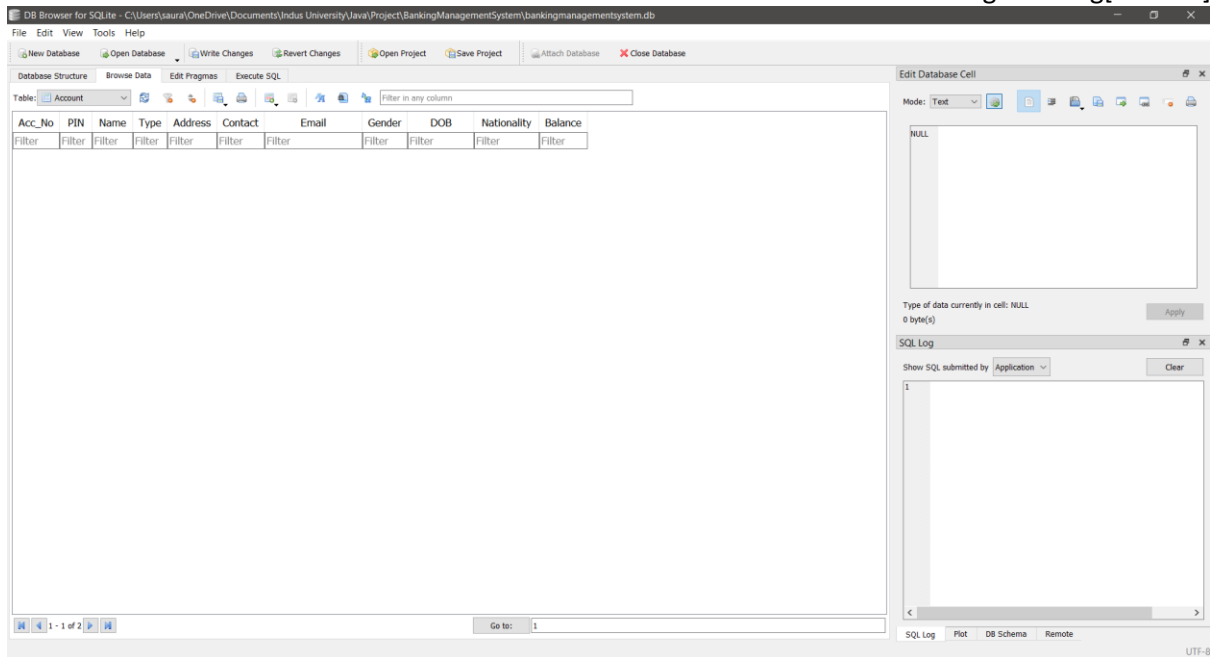 DB Browser for SQLite - C:\Users\saura\OneDrive\Documents\Indus University\Java\Project\BankingManagementSystem\bankingmanagementsystem.db
File Edit View Tools Help
New Database Open Database Write Changes Revert Changes Open Project Save Project Attach Database Close Database
Database Structure Browse Data Edit Pragmas Execute SQL
Table: Account Filter in any column
Acc_No PIN Name Type Address Contact Email Gender DOB Nationality Balance
Filter Filter Filter Filter Filter Filter Filter Filter Filter Filter Filter
1 - 1 of 2 Go to: 1
Edit Database Cell
Mode: Text
NULL
Type of data currently in cell: NULL
0 byte(s)
Apply
SQL Log
Show SQL submitted by Application Clear
1
SQL Log Plot DB Schema Remote
UTF-8